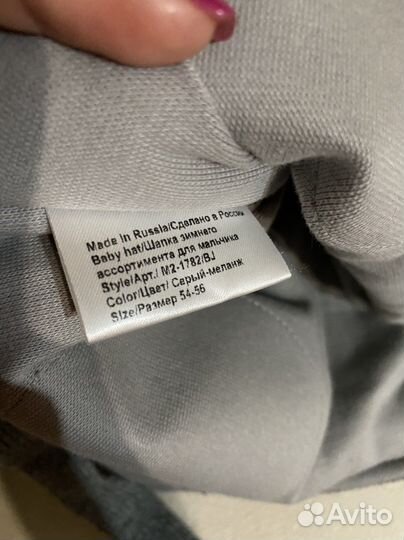 Made in Russia/Сделано в России
Baby hat/Шапка зимнего
ассортимента для мальчика
Style/Арт./ M2-1782/BJ
Color/Цвет/ Серый-меланж
Size/Размер 54-56
Avito